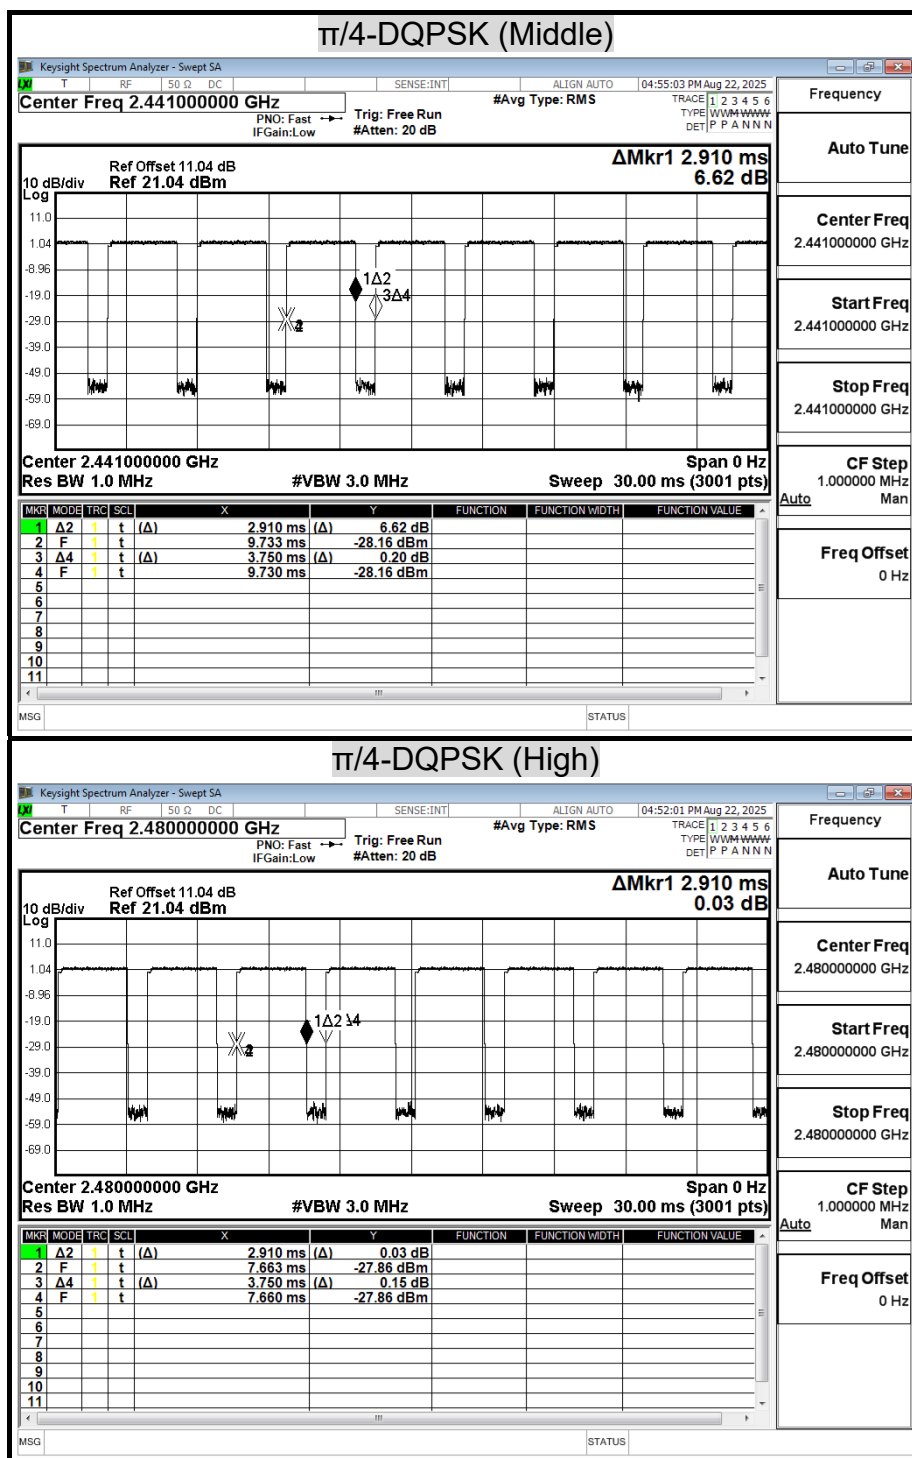 π/4-DQPSK (Middle)
Keysight Spectrum Analyzer - Swept SA
LXI T RF 50 Ω DC SENSE:INT ALIGN AUTO 04:55:03 PM Aug 22, 2025
Center Freq 2.441000000 GHz
PNO: Fast
IFGain:Low
Trig: Free Run
#Atten: 20 dB
#Avg Type: RMS
TRACE 1 2 3 4 5 6
TYPE WWMWWWW
DET P P A N N N
ΔMkr1 2.910 ms
6.62 dB
Ref Offset 11.04 dB
10 dB/div Ref 21.04 dBm
Log
11.0
1.04
-8.96
-19.0
-29.0
-39.0
-49.0
-59.0
-69.0
1Δ2
3Δ4
Center 2.441000000 GHz Span 0 Hz
Res BW 1.0 MHz #VBW 3.0 MHz Sweep 30.00 ms (3001 pts)
MKR MODE TRC SCL X Y FUNCTION FUNCTION WIDTH FUNCTION VALUE
1 Δ2 1 t (Δ) 2.910 ms (Δ) 6.62 dB
2 F 1 t 9.733 ms -28.16 dBm
3 Δ4 1 t (Δ) 3.750 ms (Δ) 0.20 dB
4 F 1 t 9.730 ms -28.16 dBm
5
6
7
8
9
10
11
MSG STATUS
Frequency
Auto Tune
Center Freq
2.441000000 GHz
Start Freq
2.441000000 GHz
Stop Freq
2.441000000 GHz
CF Step
1.000000 MHz
Auto Man
Freq Offset
0 Hz
π/4-DQPSK (High)
Keysight Spectrum Analyzer - Swept SA
LXI T RF 50 Ω DC SENSE:INT ALIGN AUTO 04:52:01 PM Aug 22, 2025
Center Freq 2.480000000 GHz
PNO: Fast
IFGain:Low
Trig: Free Run
#Atten: 20 dB
#Avg Type: RMS
TRACE 1 2 3 4 5 6
TYPE WWMWWWW
DET P P A N N N
ΔMkr1 2.910 ms
0.03 dB
Ref Offset 11.04 dB
10 dB/div Ref 21.04 dBm
Log
11.0
1.04
-8.96
-19.0
-29.0
-39.0
-49.0
-59.0
-69.0
1Δ2
Center 2.480000000 GHz Span 0 Hz
Res BW 1.0 MHz #VBW 3.0 MHz Sweep 30.00 ms (3001 pts)
MKR MODE TRC SCL X Y FUNCTION FUNCTION WIDTH FUNCTION VALUE
1 Δ2 1 t (Δ) 2.910 ms (Δ) 0.03 dB
2 F 1 t 7.663 ms -27.86 dBm
3 Δ4 1 t (Δ) 3.750 ms (Δ) 0.15 dB
4 F 1 t 7.660 ms -27.86 dBm
5
6
7
8
9
10
11
MSG STATUS
Frequency
Auto Tune
Center Freq
2.480000000 GHz
Start Freq
2.480000000 GHz
Stop Freq
2.480000000 GHz
CF Step
1.000000 MHz
Auto Man
Freq Offset
0 Hz